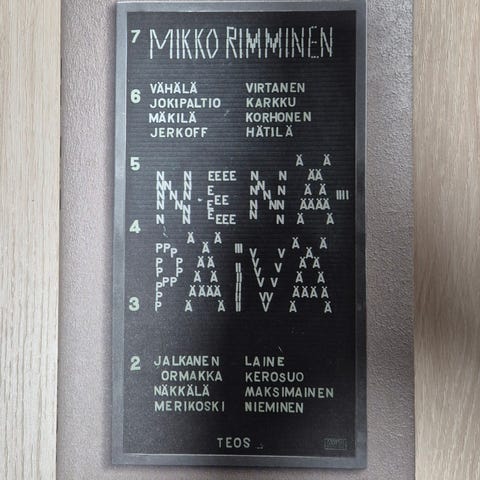 7 MIKKO RIMMINEN
6 VÄHÄLÄ VIRTANEN
JOKIPALTIO KARKKU
MÄKILÄ KORHONEN
JERKOFF HÄTILÄ
5
NENÄ-
4
PÄIVÄ
3
2 JALKANEN LAINE
ORMAKKA KEROSUO
NÄKKÄLÄ MAKSIMAINEN
MERIKOSKI NIEMINEN
TEOS